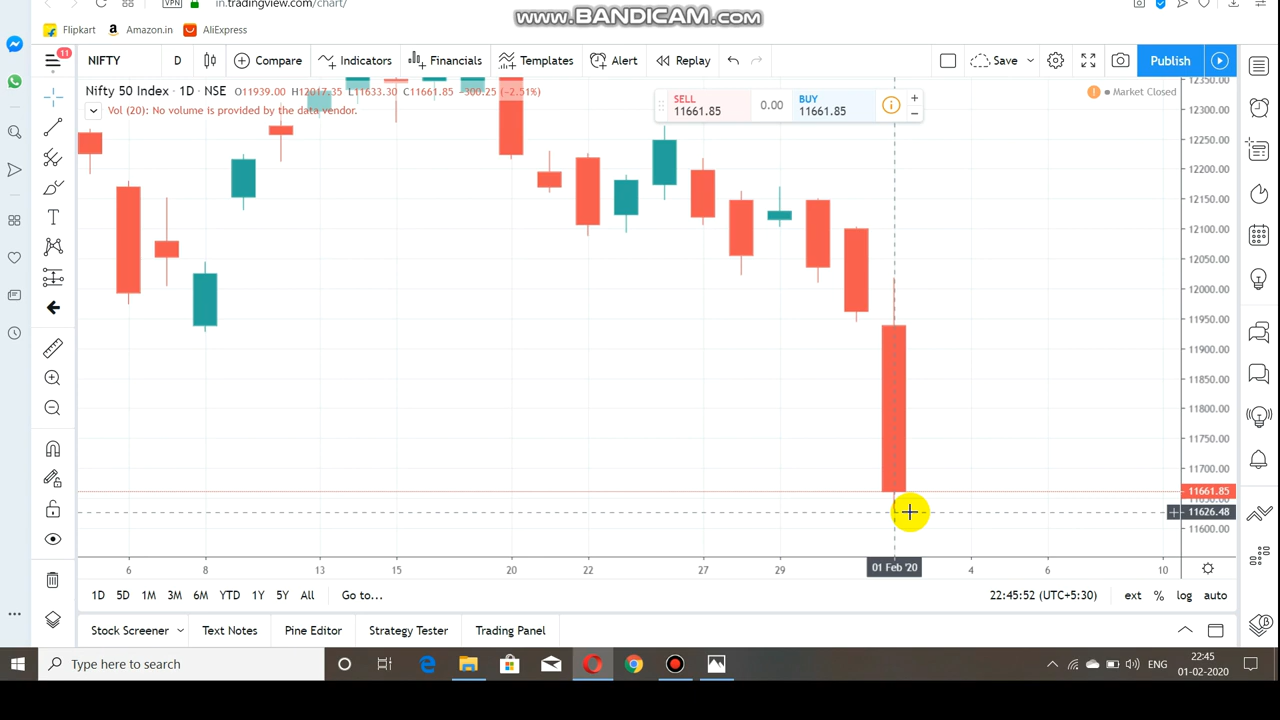 www.BANDICAM.com
VPN in.tradingview.com/chart/
Flipkart Amazon.in AliExpress
11 NIFTY D Compare Indicators Financials Templates Alert Replay Save Publish
Nifty 50 Index · 1D · NSE O11939.00 H12017.35 L11633.30 C11661.85 -300.25 (-2.51%)
Vol (20): No volume is provided by the data vendor.
SELL
11661.85
0.00
BUY
11661.85
Market Closed
12350.00
12300.00
12250.00
12200.00
12150.00
12100.00
12050.00
12000.00
11950.00
11900.00
11850.00
11800.00
11750.00
11700.00
11661.85
11650.00
11626.48
11600.00
6 8 13 15 20 22 27 29 01 Feb '20 4 6 10
1D 5D 1M 3M 6M YTD 1Y 5Y All Go to... 22:45:52 (UTC+5:30) ext % log auto
Stock Screener Text Notes Pine Editor Strategy Tester Trading Panel
Type here to search ENG 22:45
01-02-2020